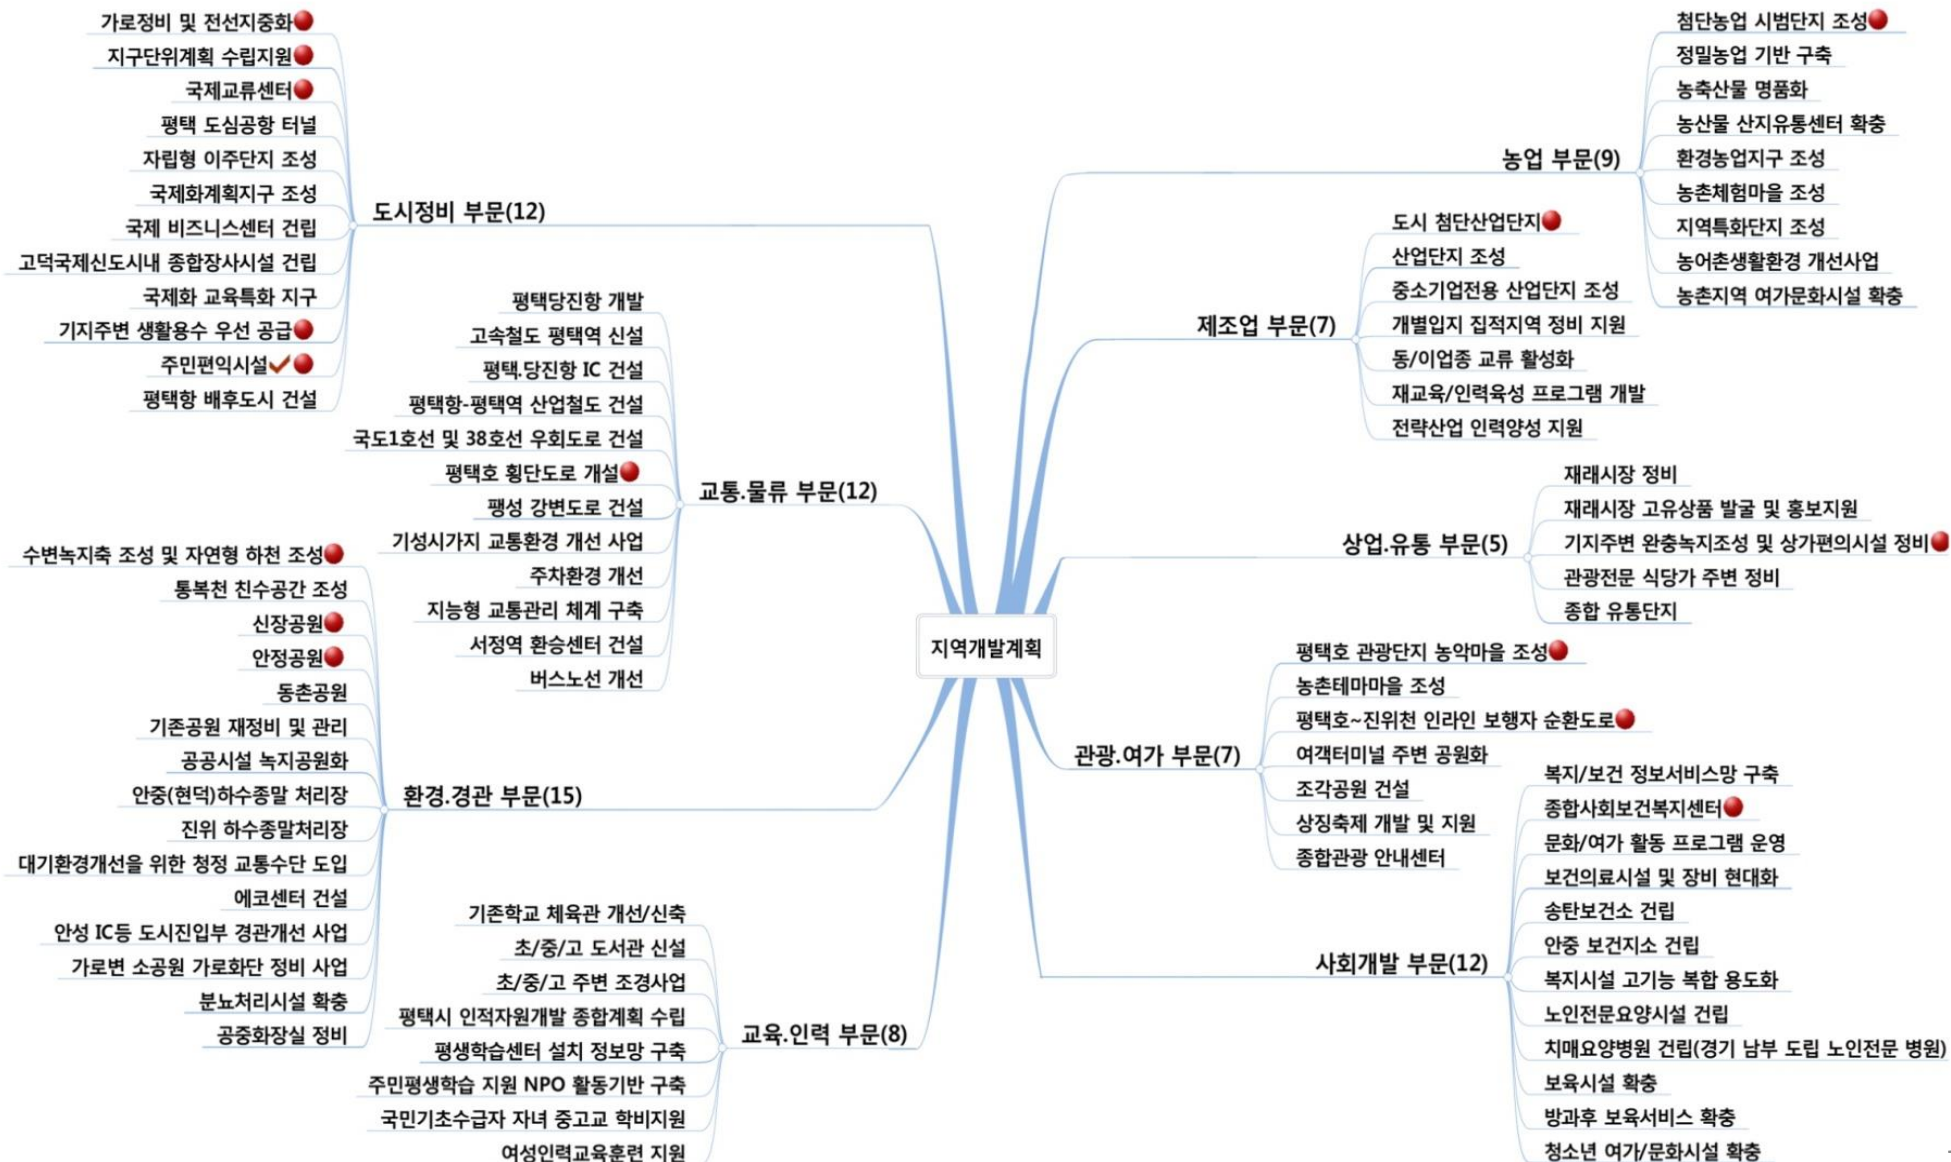 지역개발계획
도시정비 부문(12)
가로정비 및 전선지중화
지구단위계획 수립지원
국제교류센터
평택 도심공항 터널
자립형 이주단지 조성
국제화계획지구 조성
국제 비즈니스센터 건립
고덕국제신도시내 종합장사시설 건립
국제화 교육특화 지구
기지주변 생활용수 우선 공급
주민편익시설
평택항 배후도시 건설
교통.물류 부문(12)
평택당진항 개발
고속철도 평택역 신설
평택.당진항 IC 건설
평택항-평택역 산업철도 건설
국도1호선 및 38호선 우회도로 건설
평택호 횡단도로 개설
팽성 강변도로 건설
기성시가지 교통환경 개선 사업
주차환경 개선
지능형 교통관리 체계 구축
서정역 환승센터 건설
버스노선 개선
환경.경관 부문(15)
수변녹지축 조성 및 자연형 하천 조성
통복천 친수공간 조성
신장공원
안정공원
동촌공원
기존공원 재정비 및 관리
공공시설 녹지공원화
안중(현덕)하수종말 처리장
진위 하수종말처리장
대기환경개선을 위한 청정 교통수단 도입
에코센터 건설
안성 IC등 도시진입부 경관개선 사업
가로변 소공원 가로화단 정비 사업
분뇨처리시설 확충
공중화장실 정비
교육.인력 부문(8)
기존학교 체육관 개선/신축
초/중/고 도서관 신설
초/중/고 주변 조경사업
평택시 인적자원개발 종합계획 수립
평생학습센터 설치 정보망 구축
주민평생학습 지원 NPO 활동기반 구축
국민기초수급자 자녀 중고교 학비지원
여성인력교육훈련 지원
농업 부문(9)
첨단농업 시범단지 조성
정밀농업 기반 구축
농축산물 명품화
농산물 산지유통센터 확충
환경농업지구 조성
농촌체험마을 조성
지역특화단지 조성
농어촌생활환경 개선사업
농촌지역 여가문화시설 확충
제조업 부문(7)
도시 첨단산업단지
산업단지 조성
중소기업전용 산업단지 조성
개별입지 집적지역 정비 지원
동/이업종 교류 활성화
재교육/인력육성 프로그램 개발
전략산업 인력양성 지원
상업.유통 부문(5)
재래시장 정비
재래시장 고유상품 발굴 및 홍보지원
기지주변 완충녹지조성 및 상가편의시설 정비
관광전문 식당가 주변 정비
종합 유통단지
관광.여가 부문(7)
평택호 관광단지 농악마을 조성
농촌테마마을 조성
평택호~진위천 인라인 보행자 순환도로
여객터미널 주변 공원화
조각공원 건설
상징축제 개발 및 지원
종합관광 안내센터
사회개발 부문(12)
복지/보건 정보서비스망 구축
종합사회보건복지센터
문화/여가 활동 프로그램 운영
보건의료시설 및 장비 현대화
송탄보건소 건립
안중 보건지소 건립
복지시설 고기능 복합 용도화
노인전문요양시설 건립
치매요양병원 건립(경기 남부 도립 노인전문 병원)
보육시설 확충
방과후 보육서비스 확충
청소년 여가/문화시설 확충